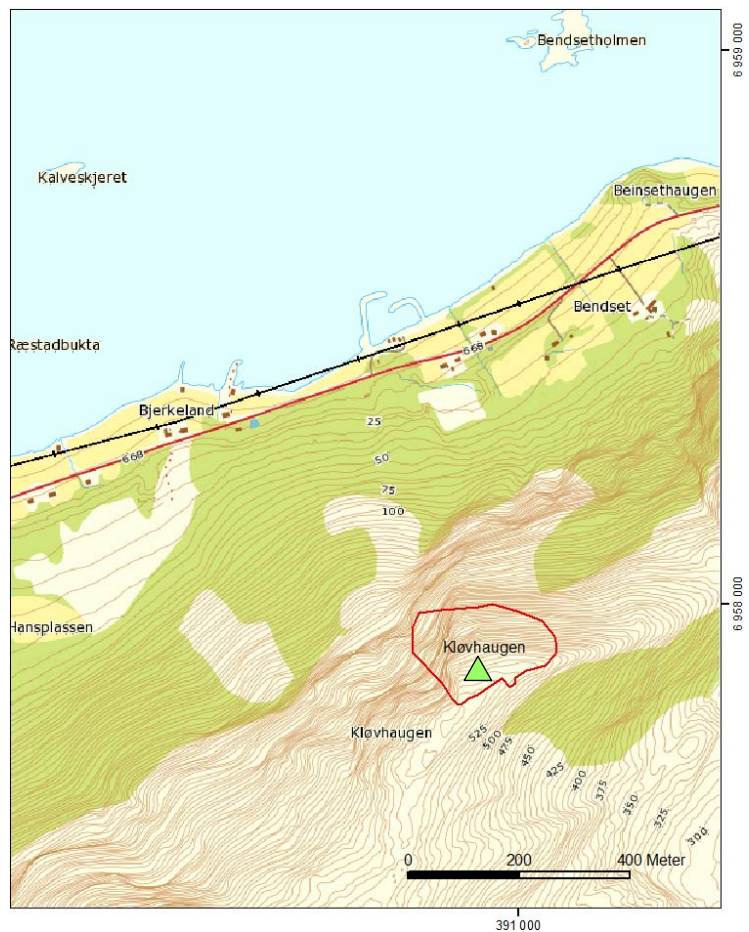 Bendsetholmen
6 959 000
Kalveskjeret
Beinsethaugen
Bendset
Ræstadbukta
668
Bjerkeland
25
668
50
75
100
6 958 000
Hansplassen
Kløvhaugen
Kløvhaugen
525
500
475
450
425
400
375
350
325
300
0 200 400 Meter
391 000